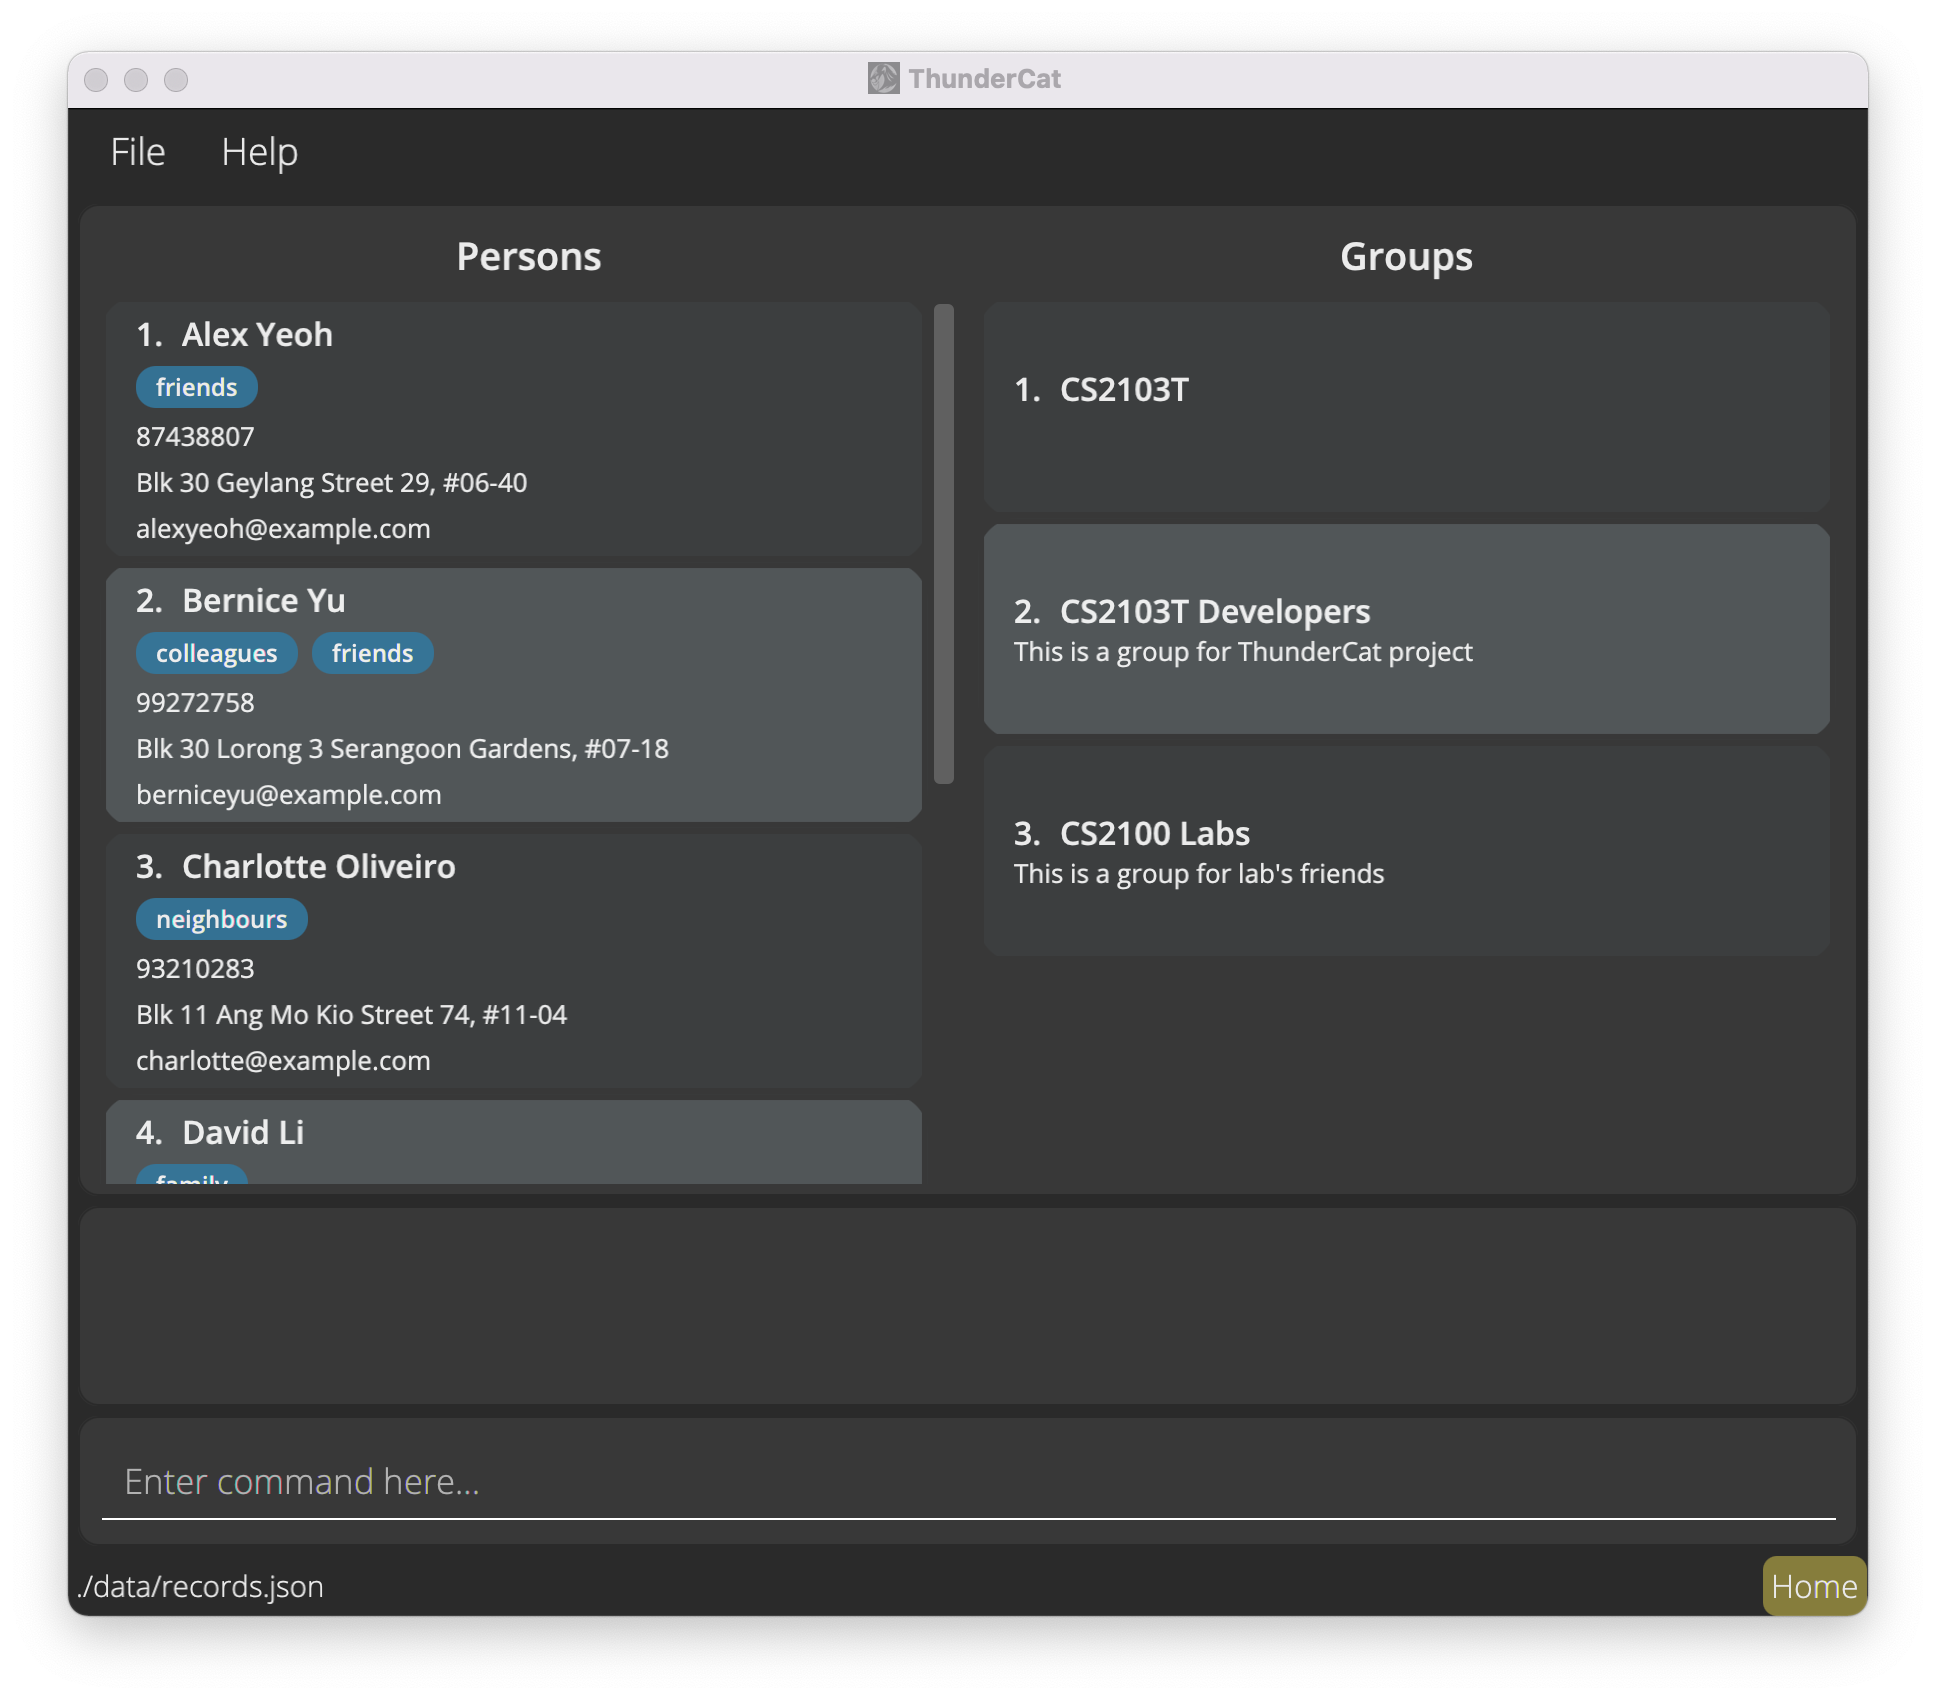 ThunderCat
File Help
Persons
1. Alex Yeoh
friends
87438807
Blk 30 Geylang Street 29, #06-40
alexyeoh@example.com
2. Bernice Yu
colleagues friends
99272758
Blk 30 Lorong 3 Serangoon Gardens, #07-18
berniceyu@example.com
3. Charlotte Oliveiro
neighbours
93210283
Blk 11 Ang Mo Kio Street 74, #11-04
charlotte@example.com
4. David Li
family
Groups
1. CS2103T
2. CS2103T Developers
This is a group for ThunderCat project
3. CS2100 Labs
This is a group for lab's friends
Enter command here...
./data/records.json
Home